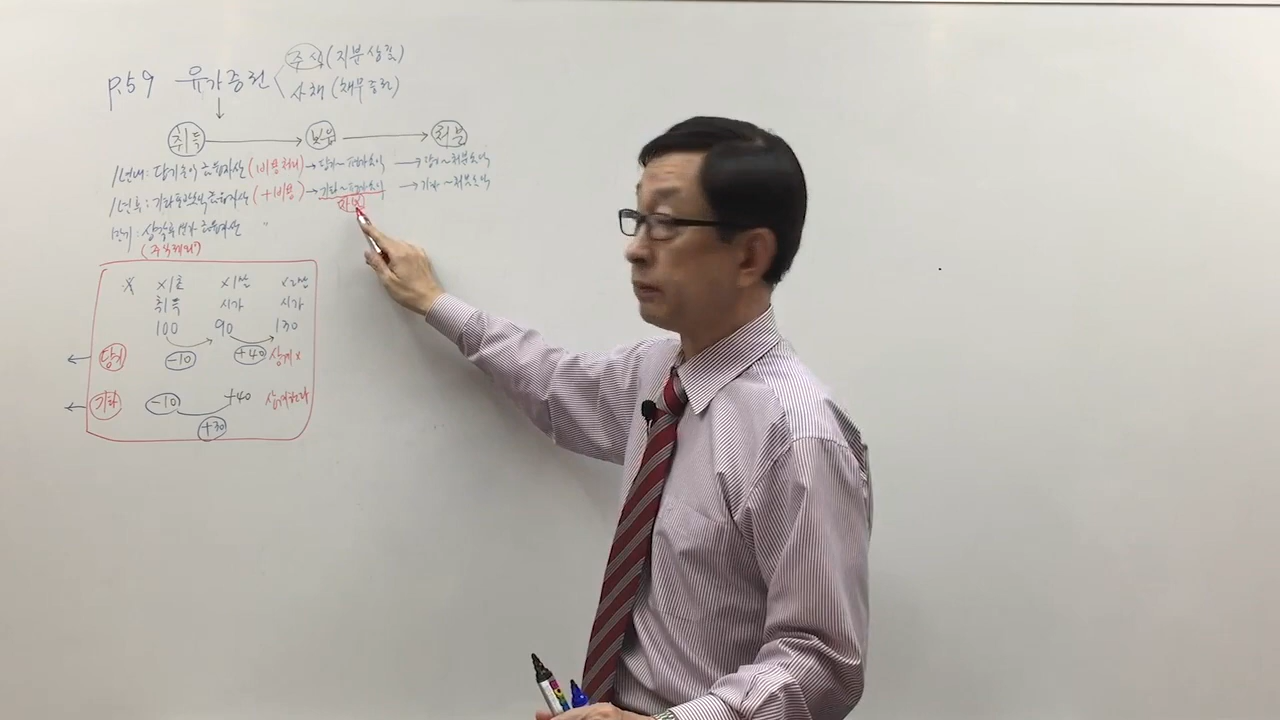 주식 (지분상품)
p.59 유가증권
사채 (채무증권)
취득 보유 처분
1년내: 당기손익 금융자산 (비용처리) → 당기~평가손익 → 당기~처분손익
1년후: 기타포괄손익금융자산 (+비용) → 기타~평가손익 → 기타~처분손익
자본
만기: 상각후원가 금융자산 "
(주식제외)
※ x1초 x1말 x2말
취득 시가 시가
100 90 130
당기 -10 +40 상계x
기타 -10 +40 상계한다
+30